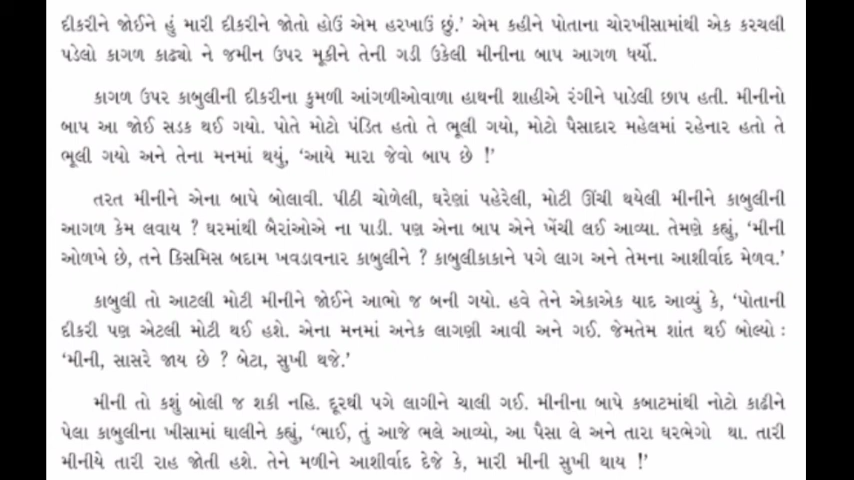 દીકરીને જોઈને હું મારી દીકરીને જોતો હોઉં એમ હરખાઉં છું.’ એમ કહીને પોતાના ચોરખીસામાંથી એક કરચલી
પડેલો કાગળ કાઢ્યો ને જમીન ઉપર મૂકીને તેની ગડી ઉકેલી મીનીના બાપ આગળ ધર્યો.
કાગળ ઉપર કાબુલીની દીકરીના કુમળી આંગળીઓવાળા હાથની શાહીએ રંગીને પાડેલી છાપ હતી. મીનીનો
બાપ આ જોઈ સડક થઈ ગયો. પોતે મોટો પંડિત હતો તે ભૂલી ગયો, મોટો પૈસાદાર મહેલમાં રહેનાર હતો તે
ભૂલી ગયો અને તેના મનમાં થયું, ‘આયે મારા જેવો બાપ છે !’
તરત મીનીને એના બાપે બોલાવી. પીઠી ચોળેલી, ઘરેણાં પહેરેલી, મોટી ઊંચી થયેલી મીનીને કાબુલીની
આગળ કેમ લવાય ? ઘરમાંથી બૈરાંઓએ ના પાડી. પણ એના બાપ એને ખેંચી લઈ આવ્યા. તેમણે કહ્યું, ‘મીની
ઓળખે છે, તને કિસમિસ બદામ ખવડાવનાર કાબુલીને ? કાબુલીકાકાને પગે લાગ અને તેમના આશીર્વાદ મેળવ.’
કાબુલી તો આટલી મોટી મીનીને જોઈને આભો જ બની ગયો. હવે તેને એકાએક યાદ આવ્યું કે, ‘પોતાની
દીકરી પણ એટલી મોટી થઈ હશે. એના મનમાં અનેક લાગણી આવી અને ગઈ. જેમતેમ શાંત થઈ બોલ્યો :
‘મીની, સાસરે જાય છે ? બેટા, સુખી થજે.’
મીની તો કશું બોલી જ શકી નહિ. દૂરથી પગે લાગીને ચાલી ગઈ. મીનીના બાપે કબાટમાંથી નોટો કાઢીને
પેલા કાબુલીના ખીસામાં ઘાલીને કહ્યું, ‘ભાઈ, તું આજે ભલે આવ્યો, આ પૈસા લે અને તારા ઘરભેગો થા. તારી
મીનીયે તારી રાહ જોતી હશે. તેને મળીને આશીર્વાદ દેજે કે, મારી મીની સુખી થાય !’